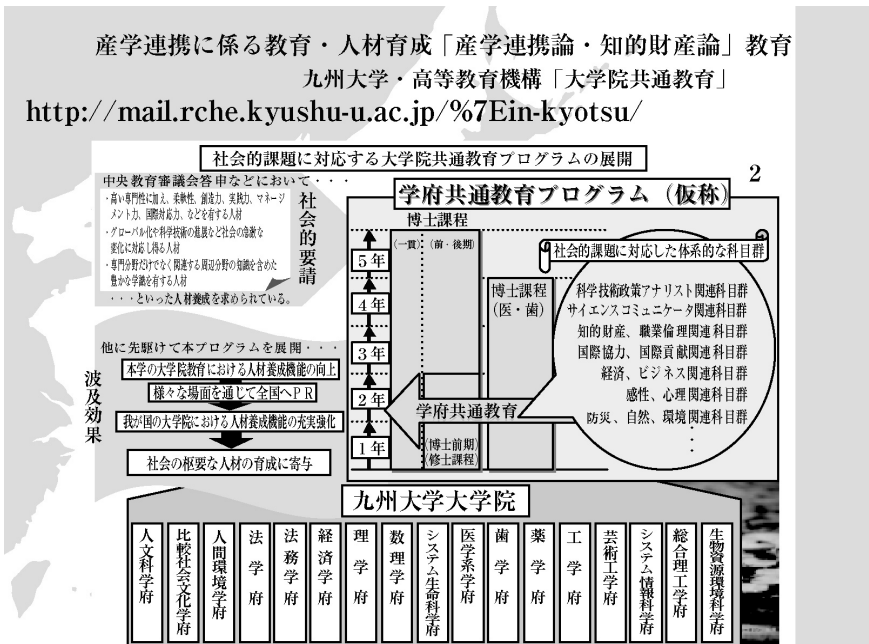 産学連携に係る教育・人材育成「産学連携論・知的財産論」教育
九州大学・高等教育機構「大学院共通教育」
http://mail.rche.kyushu-u.ac.jp/%7Ein-kyotsu/
社会的課題に対応する大学院共通教育プログラムの展開
2
中央教育審議会答申などにおいて・・・
・高い専門性に加え、柔軟性、創造力、実践力、マネージ
メント力、国際対応力、などを有する人材
・グローバル化や科学技術の進展など社会の急激な
変化に対応し得る人材
・専門分野だけでなく関連する周辺分野の知識を含めた
豊かな学識を有する人材
・・・といった人材養成を求められている。
社会的要請
他に先駆けて本プログラムを展開・・・
波及効果
本学の大学院教育における人材養成機能の向上
様々な場面を通じて全国へPR
我が国の大学院における人材養成機能の充実強化
社会の枢要な人材の育成に寄与
学府共通教育プログラム(仮称)
博士課程
(一貫)
(前・後期)
5年
4年
3年
2年
1年
博士課程
(医・歯)
学府共通教育
(博士前期)
(修士課程)
社会的課題に対応した体系的な科目群
科学技術政策アナリスト関連科目群
サイエンスコミュニケータ関連科目群
知的財産、職業倫理関連科目群
国際協力、国際貢献関連科目群
経済、ビジネス関連科目群
感性、心理関連科目群
防災、自然、環境関連科目群
・・・
九州大学大学院
人文科学府
比較社会文化学府
人間環境学府
法学府
法務学府
経済学府
理学府
数理学府
システム生命科学府
医学系学府
歯学府
薬学府
工学府
芸術工学府
システム情報科学府
総合理工学府
生物資源環境科学府